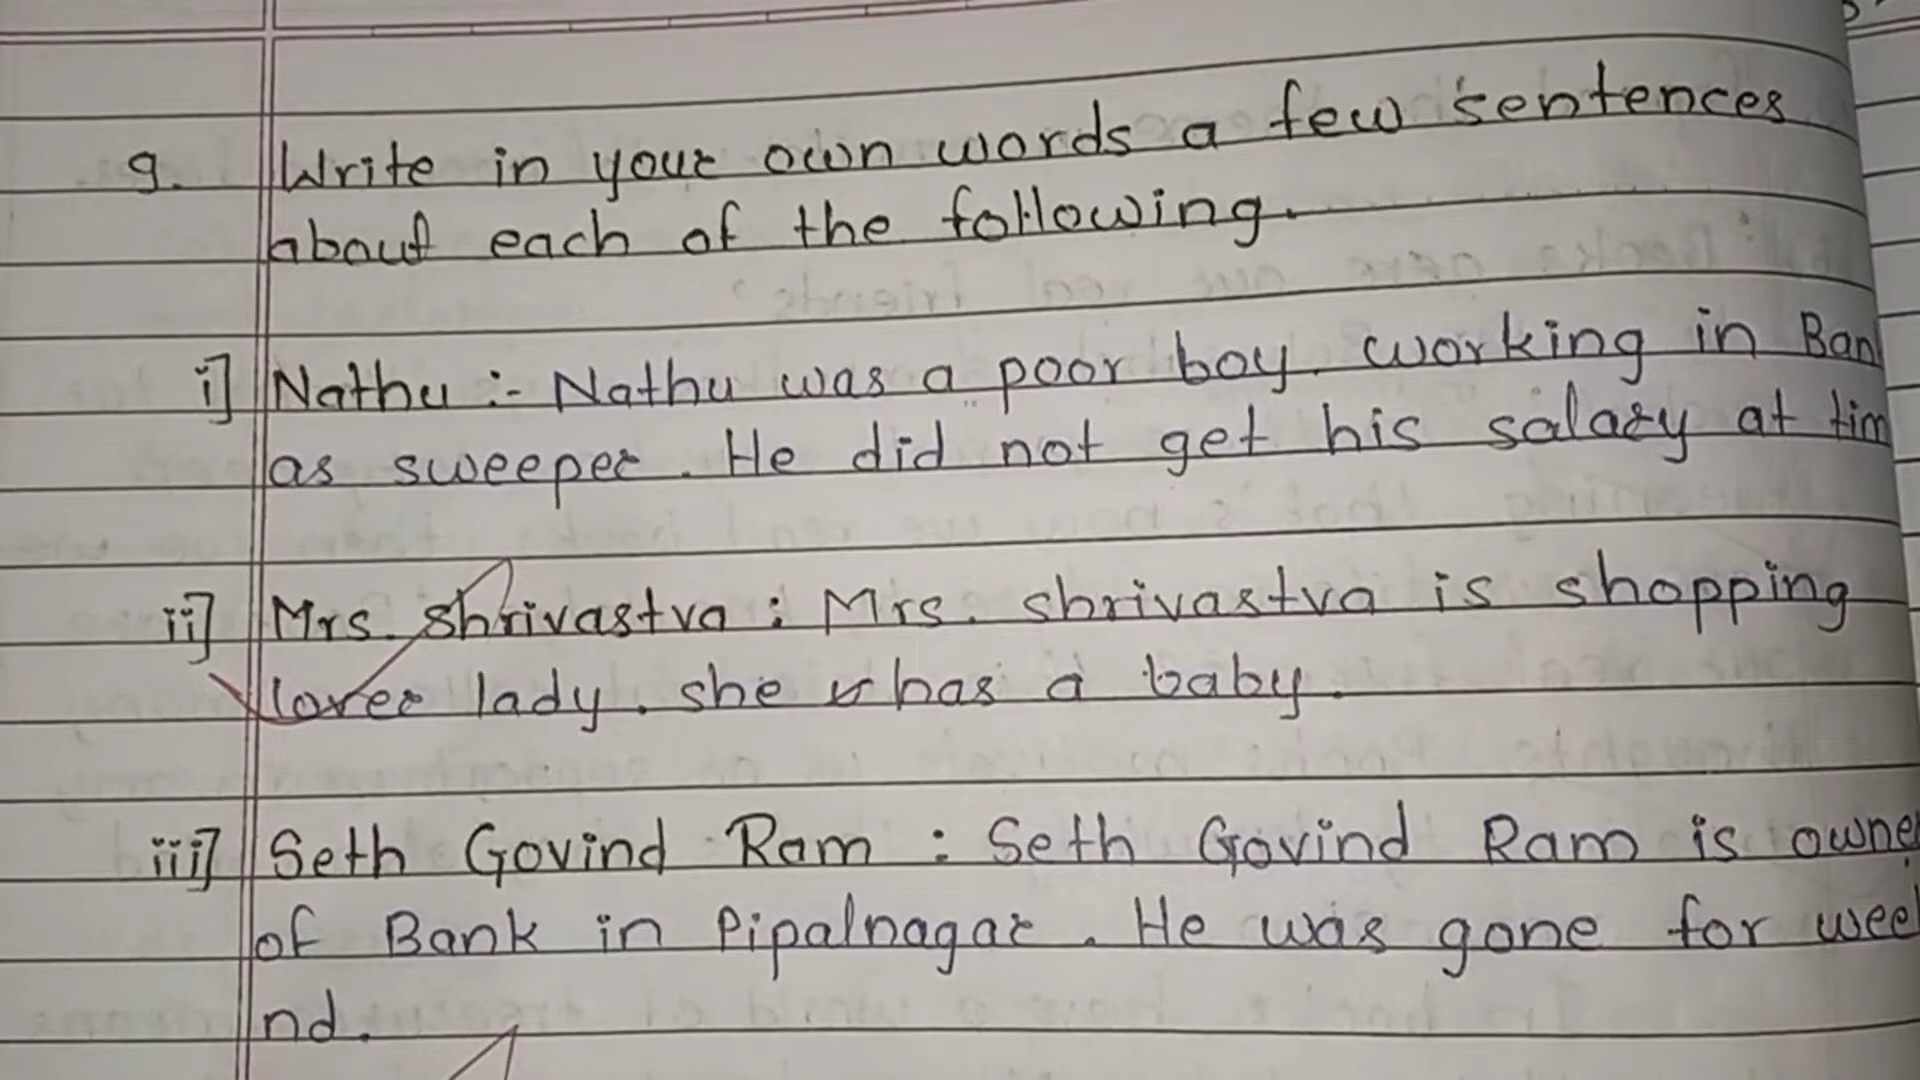 9. Write in your own words a few sentences
about each of the following.
i] Nathu :- Nathu was a poor boy. working in Ban
as sweeper. He did not get his salary at tim
ii] Mrs. Shrivastva : Mrs. shrivastva is shopping
lover lady. she has a baby.
iii] Seth Govind Ram : Seth Govind Ram is owne
of Bank in Pipalnagar. He was gone for wee
nd.